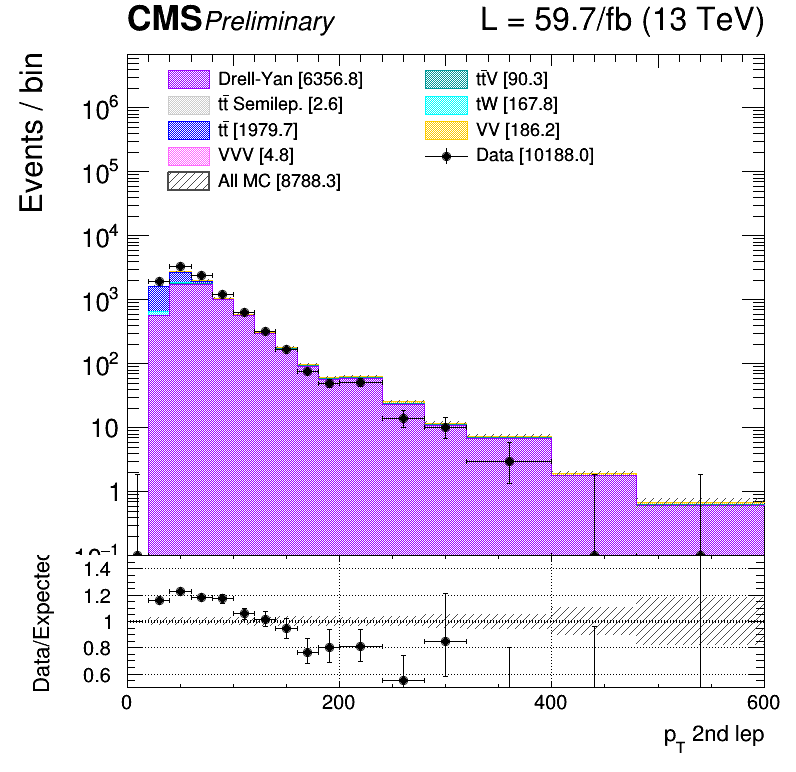 CMS Preliminary L = 59.7/fb (13 TeV)
Events / bin
Drell-Yan [6356.8]
tt̄ Semilep. [2.6]
tt̄ [1979.7]
VVV [4.8]
All MC [8788.3]
tt̄V [90.3]
tW [167.8]
VV [186.2]
Data [10188.0]
10⁶
10⁵
10⁴
10³
10²
10
1
10⁻¹
Data/Expected
1.4
1.2
1
0.8
0.6
0 200 400 600
p_T 2nd lep